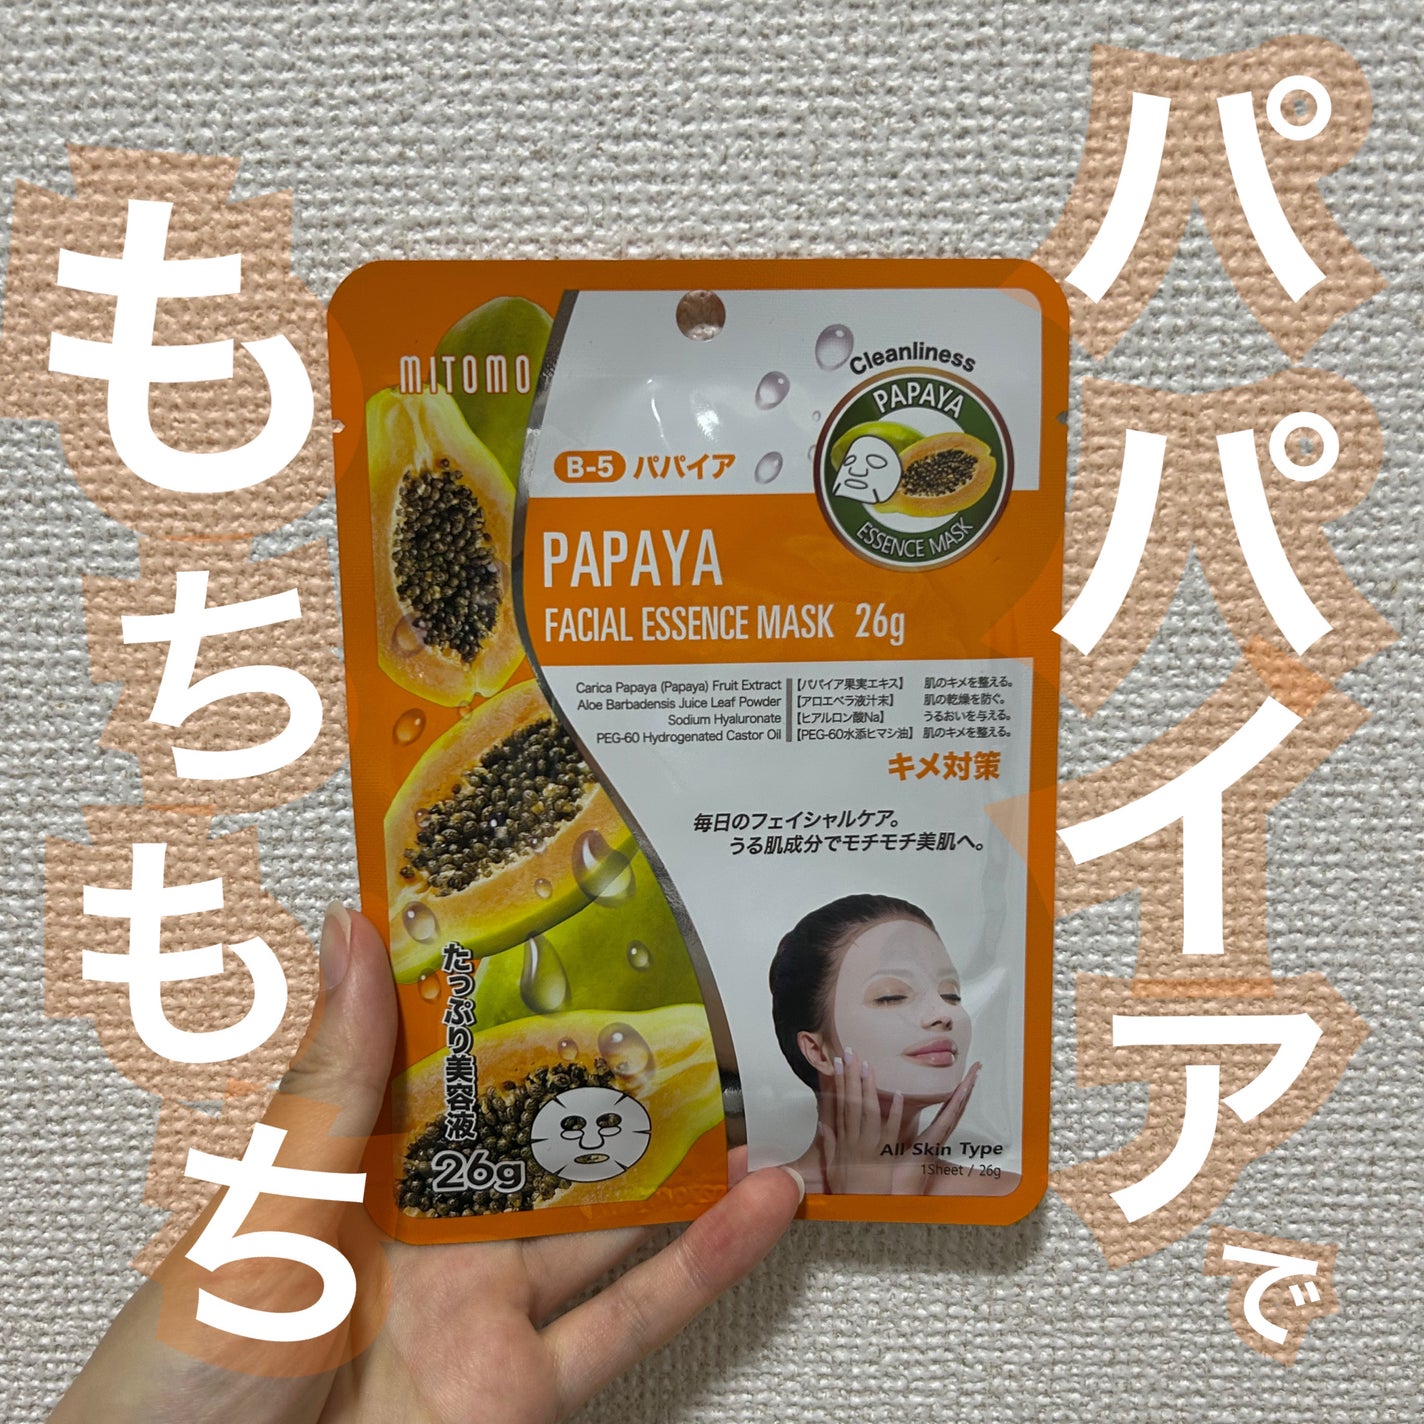 パパイアで
もちもち
MITOMO
Cleanliness
PAPAYA
ESSENCE MASK
B-5 パパイア
PAPAYA
FACIAL ESSENCE MASK 26g
Carica Papaya (Papaya) Fruit Extract 【パパイア果実エキス】 肌のキメを整える。
Aloe Barbadensis Juice Leaf Powder 【アロエベラ液汁末】 肌の乾燥を防ぐ。
Sodium Hyaluronate 【ヒアルロン酸Na】 うるおいを与える。
PEG-60 Hydrogenated Castor Oil 【PEG-60水添ヒマシ油】 肌のキメを整える。
キメ対策
毎日のフェイシャルケア。
うる肌成分でモチモチ美肌へ。
たっぷり美容液
26g
All Skin Type
1Sheet / 26g